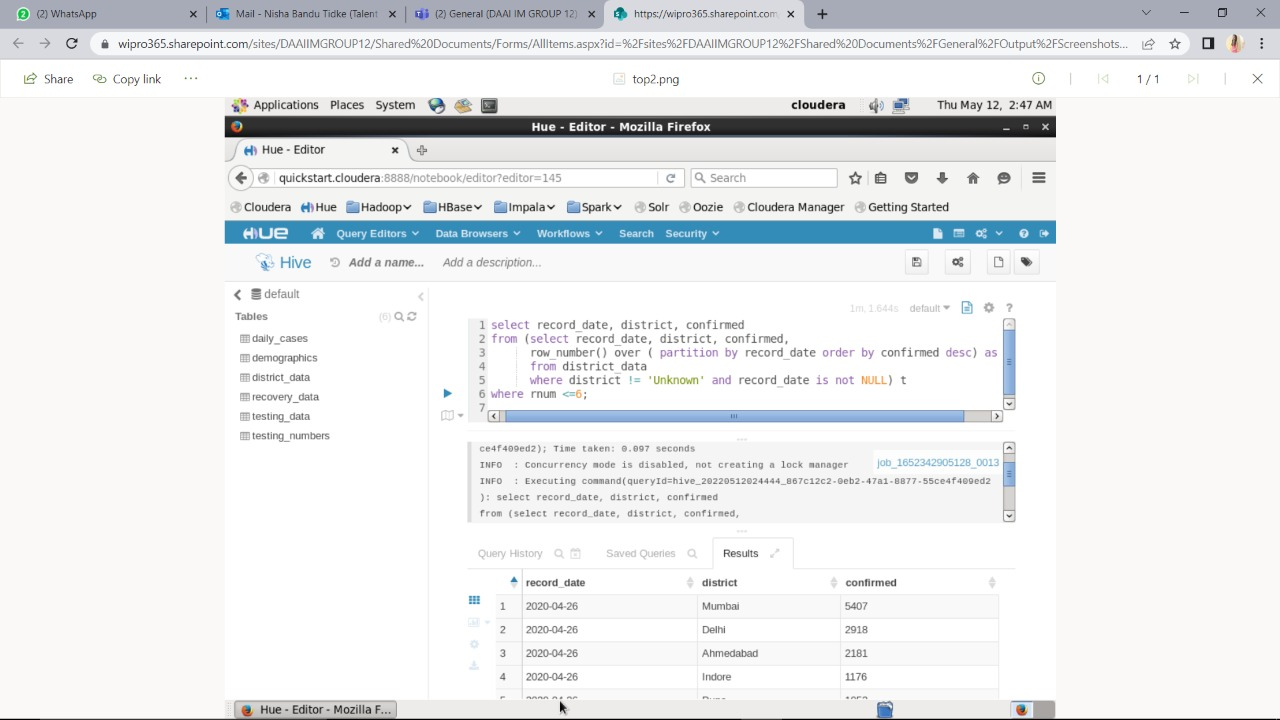 2
(2) WhatsApp
Outlook Mail - Tile (Talen
(2) General (DAAIIM GROUP
https://wipro365.sharepoint.com
wipro365.sharepoint.com/sites/DAAIIMGROUP12/Shared%20Documents/Forms/AllItems.aspx?id=%2Fsites%2FDAAIIMGROUP12%2FShared%20Documents%2FGeneral%2FOutput%2FScreenshots...
Share
Copy link
...
top2.png
1 / 1
Applications Places System
cloudera
Thu May 12, 2:47 AM
Hue - Editor - Mozilla Firefox
Hue - Editor
quickstart.cloudera:8888/notebook/editor?editor=145
Search
Cloudera Hue Hadoop HBase Impala Spark Solr Oozie Cloudera Manager Getting Started
HUE Query Editors Data Browsers Workflows Search Security
Hive Add a name... Add a description...
default
Tables (6)
daily_cases
demographics
district_data
recovery_data
testing_data
testing_numbers
1m, 1.644s default
1 select record_date, district, confirmed
2 from (select record_date, district, confirmed,
3 row_number() over ( partition by record_date order by confirmed desc) as
4 from district_data
5 where district != 'Unknown' and record_date is not NULL) t
6 where rnum <=6;
7
ce4f409ed2); Time taken: 0.097 seconds
INFO : Concurrency mode is disabled, not creating a lock manager
job_1652342905128_0013
INFO : Executing command(queryId=hive_20220512024444_867c12c2-0eb2-47a1-8877-55ce4f409ed2
): select record_date, district, confirmed
from (select record_date, district, confirmed,
Query History Saved Queries Results
record_date district confirmed
1 2020-04-26 Mumbai 5407
2 2020-04-26 Delhi 2918
3 2020-04-26 Ahmedabad 2181
4 2020-04-26 Indore 1176
Hue - Editor - Mozilla F...